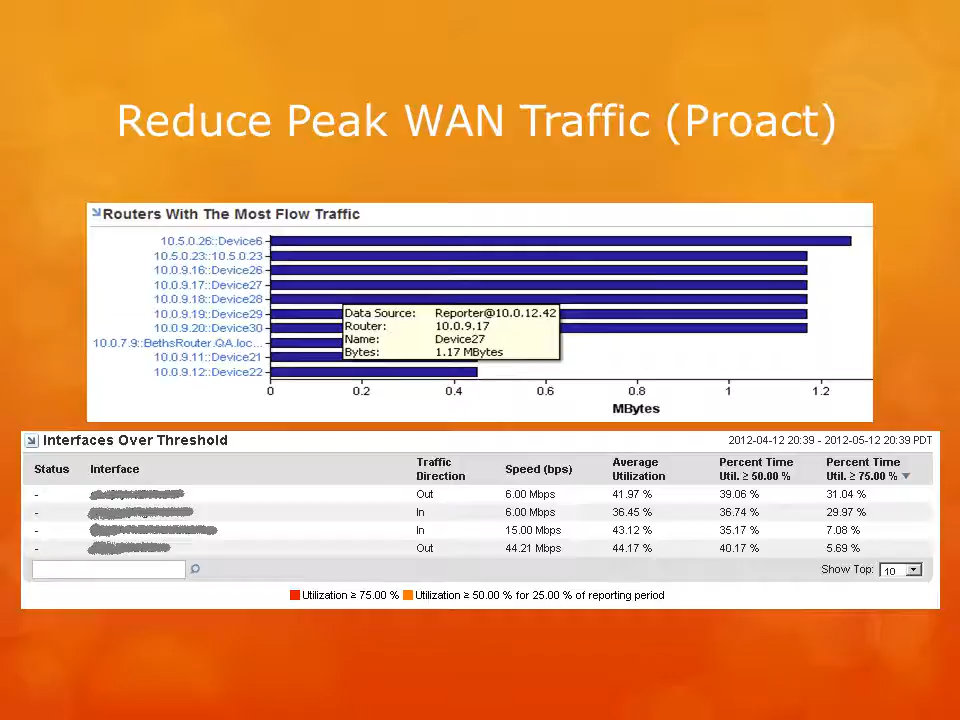 Reduce Peak WAN Traffic (Proact)
Routers With The Most Flow Traffic
10.5.0.26::Device6
10.5.0.23::10.5.0.23
10.0.9.16::Device26
10.0.9.17::Device27
10.0.9.18::Device28
10.0.9.19::Device29
10.0.9.20::Device30
10.0.7.9::BethsRouter.QA.loc...
10.0.9.11::Device21
10.0.9.12::Device22
Data Source: Reporter@10.0.12.42
Router: 10.0.9.17
Name: Device27
Bytes: 1.17 MBytes
0 0.2 0.4 0.6 0.8 1 1.2
MBytes
Interfaces Over Threshold 2012-04-12 20:39 - 2012-05-12 20:39 PDT
Status Interface Traffic Direction Speed (bps) Average Utilization Percent Time Util. ≥ 50.00 % Percent Time Util. ≥ 75.00 %
- Out 6.00 Mbps 41.97 % 39.06 % 31.04 %
- In 6.00 Mbps 36.45 % 36.74 % 29.97 %
- In 15.00 Mbps 43.12 % 35.17 % 7.08 %
- Out 44.21 Mbps 44.17 % 40.17 % 5.69 %
Show Top: 10
Utilization ≥ 75.00 % Utilization ≥ 50.00 % for 25.00 % of reporting period